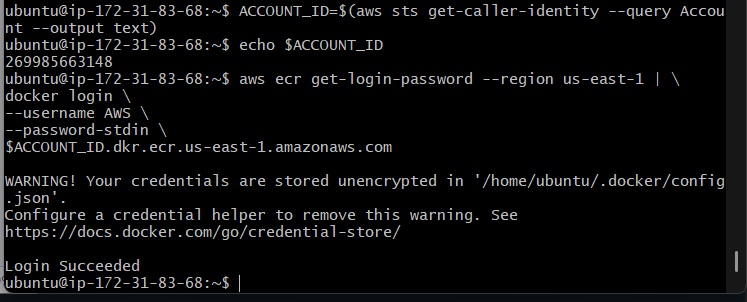 ubuntu@ip-172-31-83-68:~$ ACCOUNT_ID=$(aws sts get-caller-identity --query Accou
nt --output text)
ubuntu@ip-172-31-83-68:~$ echo $ACCOUNT_ID
269985663148
ubuntu@ip-172-31-83-68:~$ aws ecr get-login-password --region us-east-1 | \
docker login \
--username AWS \
--password-stdin \
$ACCOUNT_ID.dkr.ecr.us-east-1.amazonaws.com

WARNING! Your credentials are stored unencrypted in '/home/ubuntu/.docker/config
.json'.
Configure a credential helper to remove this warning. See
https://docs.docker.com/go/credential-store/

Login Succeeded
ubuntu@ip-172-31-83-68:~$